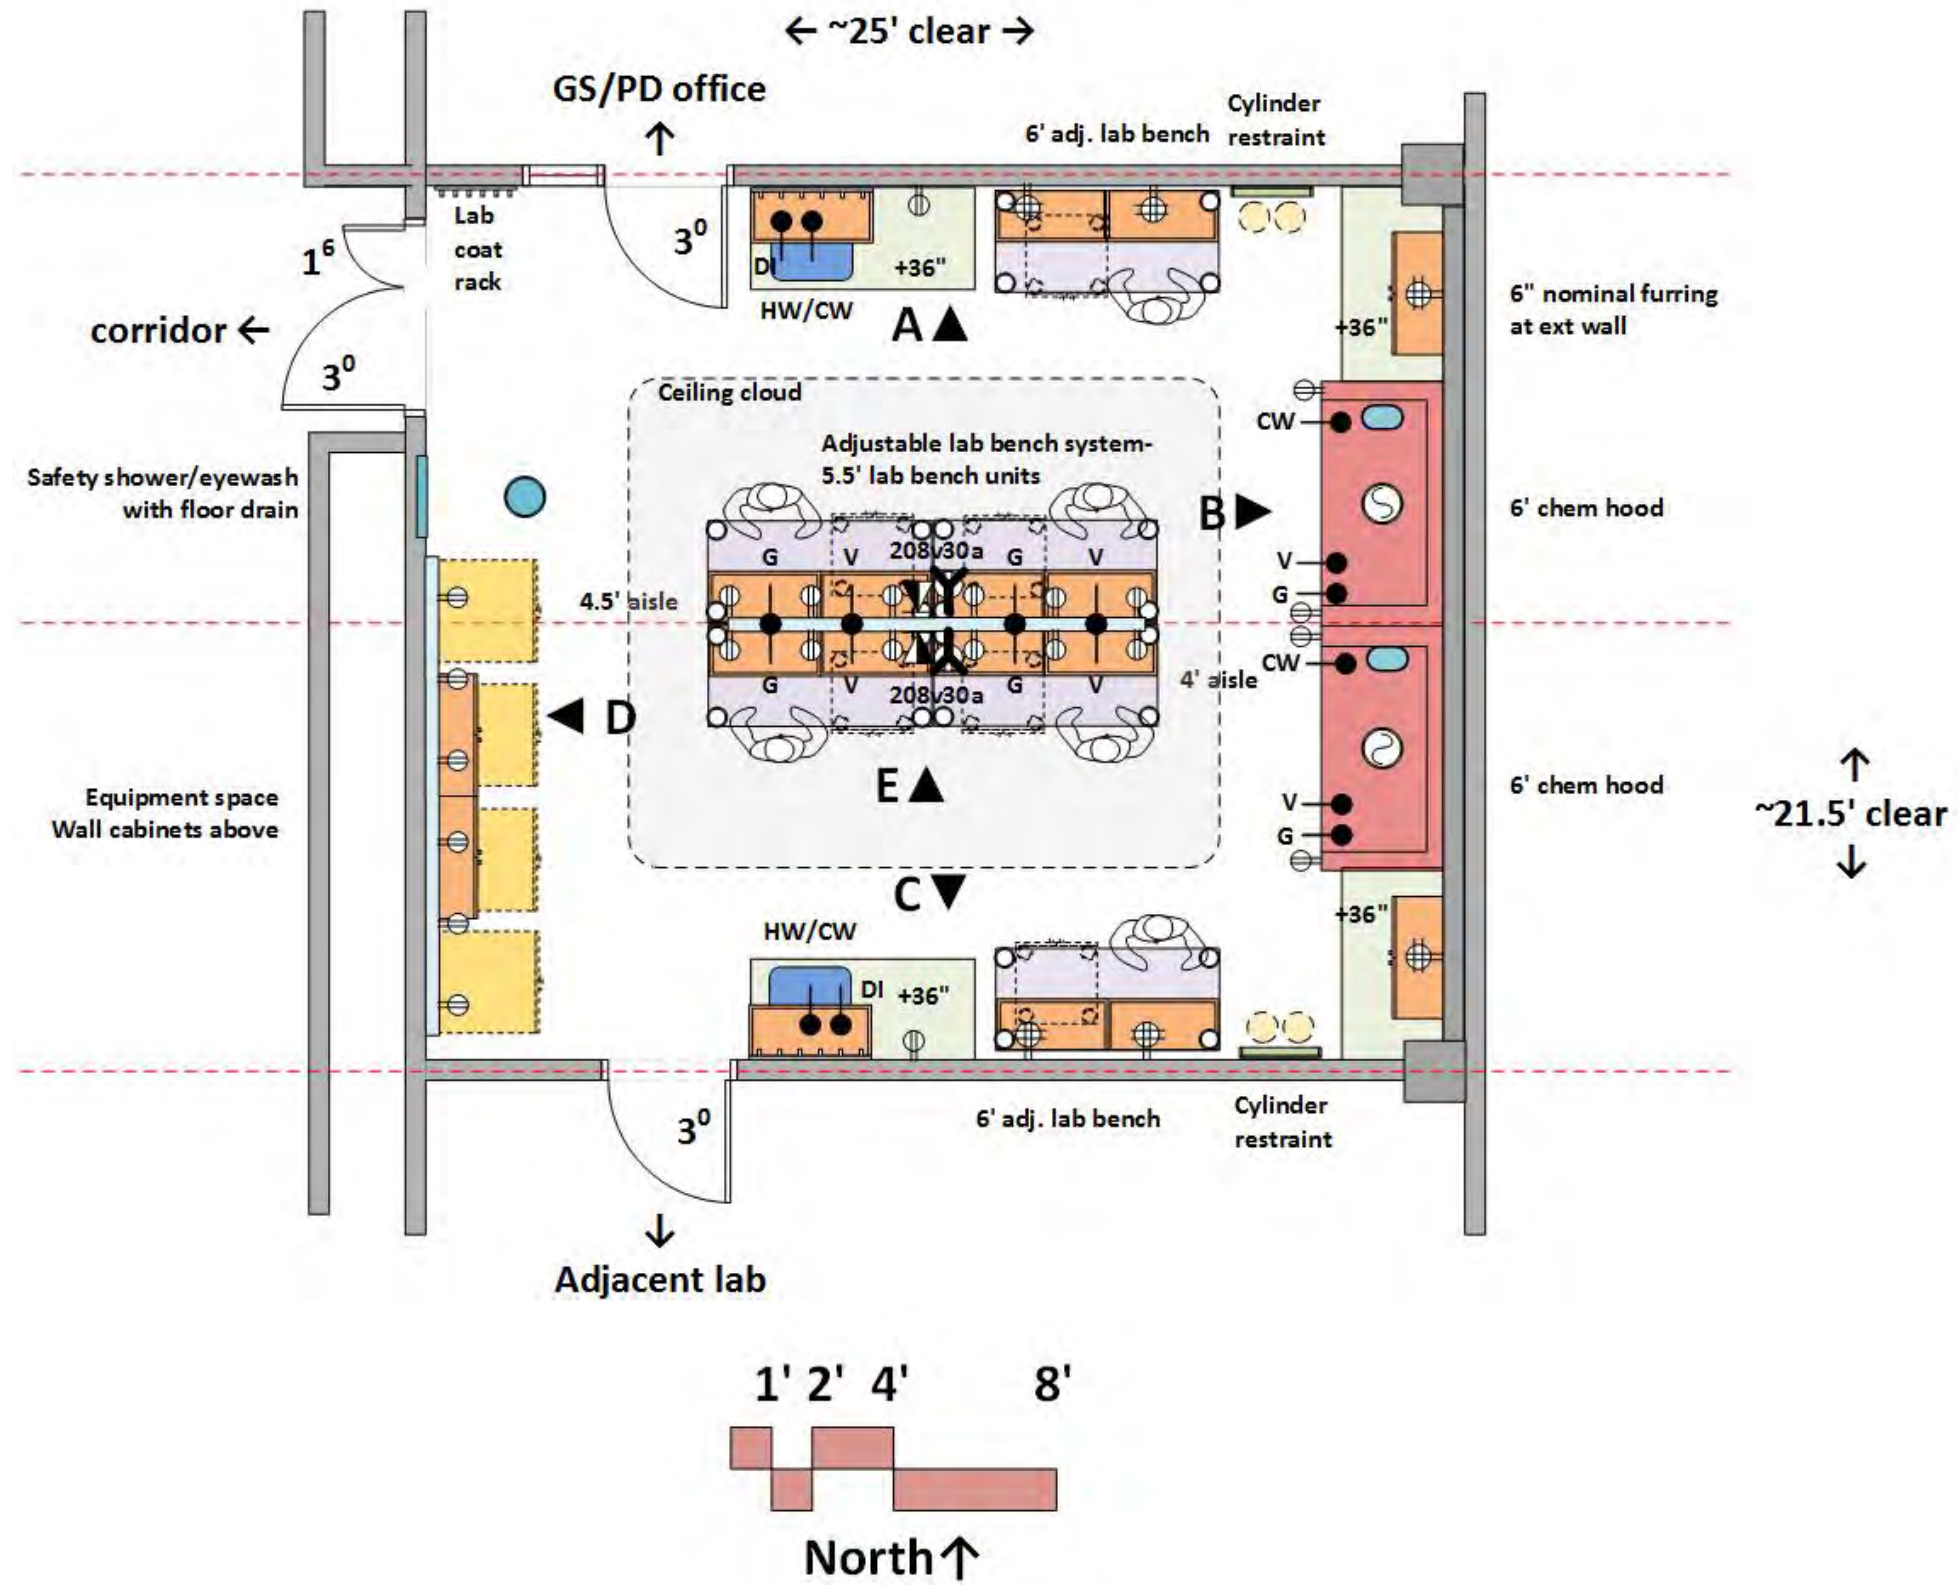 ← ~25' clear →
GS/PD office
↑
Cylinder
restraint
6' adj. lab bench
Lab
coat
rack
1⁶
3⁰
DI
+36"
HW/CW
A
corridor ←
3⁰
+36"
6" nominal furring
at ext wall
Ceiling cloud
CW
Adjustable lab bench system-
5.5' lab bench units
Safety shower/eyewash
with floor drain
B
6' chem hood
G V 208v30a G V
V
G
4.5' aisle
CW
4' aisle
G V 208v30a G V
D
E
V
G
6' chem hood
Equipment space
Wall cabinets above
↑
~21.5' clear
↓
C
HW/CW
DI
+36"
+36"
3⁰
6' adj. lab bench
Cylinder
restraint
↓
Adjacent lab
1' 2' 4' 8'
North↑